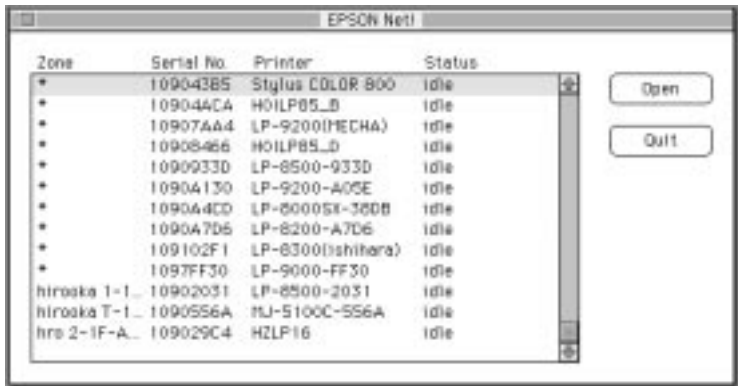 EPSON Net!
Zone Serial No. Printer Status
* 109043B5 Stylus COLOR 800 idle
* 10904ACA HOILP85_B idle
* 10907AA4 LP-9200(MECHA) idle
* 10908466 HOILP85_D idle
* 1090933D LP-8500-933D idle
* 1090A130 LP-9200-A05E idle
* 1090A4CD LP-8000SX-38DB idle
* 1090A7D6 LP-8200-A7D6 idle
* 109102F1 LP-8300(ishihara) idle
* 1097FF30 LP-9000-FF30 idle
hirooka 1-1... 10902031 LP-8500-2031 idle
hirooka T-1... 1090556A MJ-5100C-556A idle
hro 2-1F-A... 109029C4 HZLP16 idle
Open
Quit